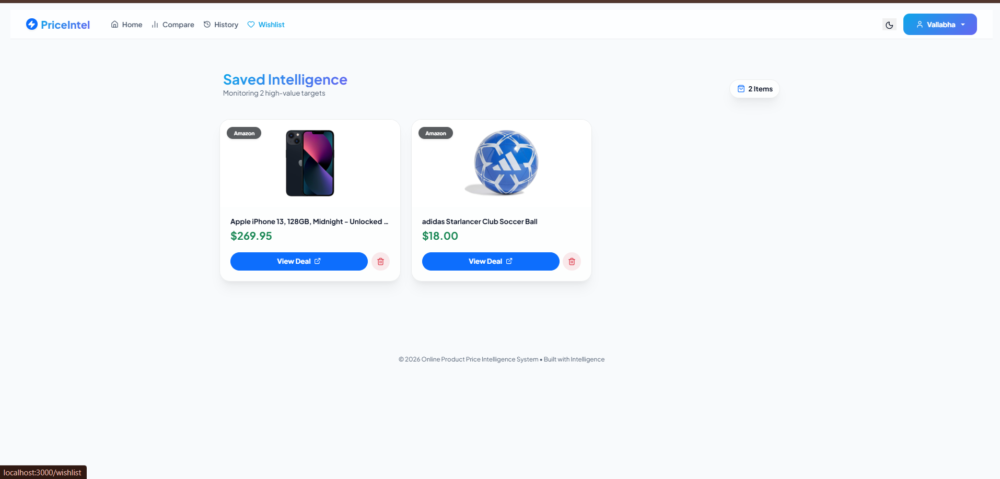 PriceIntel Home Compare History Wishlist Vallabha
Saved Intelligence
Monitoring 2 high-value targets
2 Items
Amazon
Apple iPhone 13, 128GB, Midnight - Unlocked ...
$269.95
View Deal
Amazon
adidas Starlancer Club Soccer Ball
$18.00
View Deal
© 2026 Online Product Price Intelligence System • Built with Intelligence
localhost:3000/wishlist